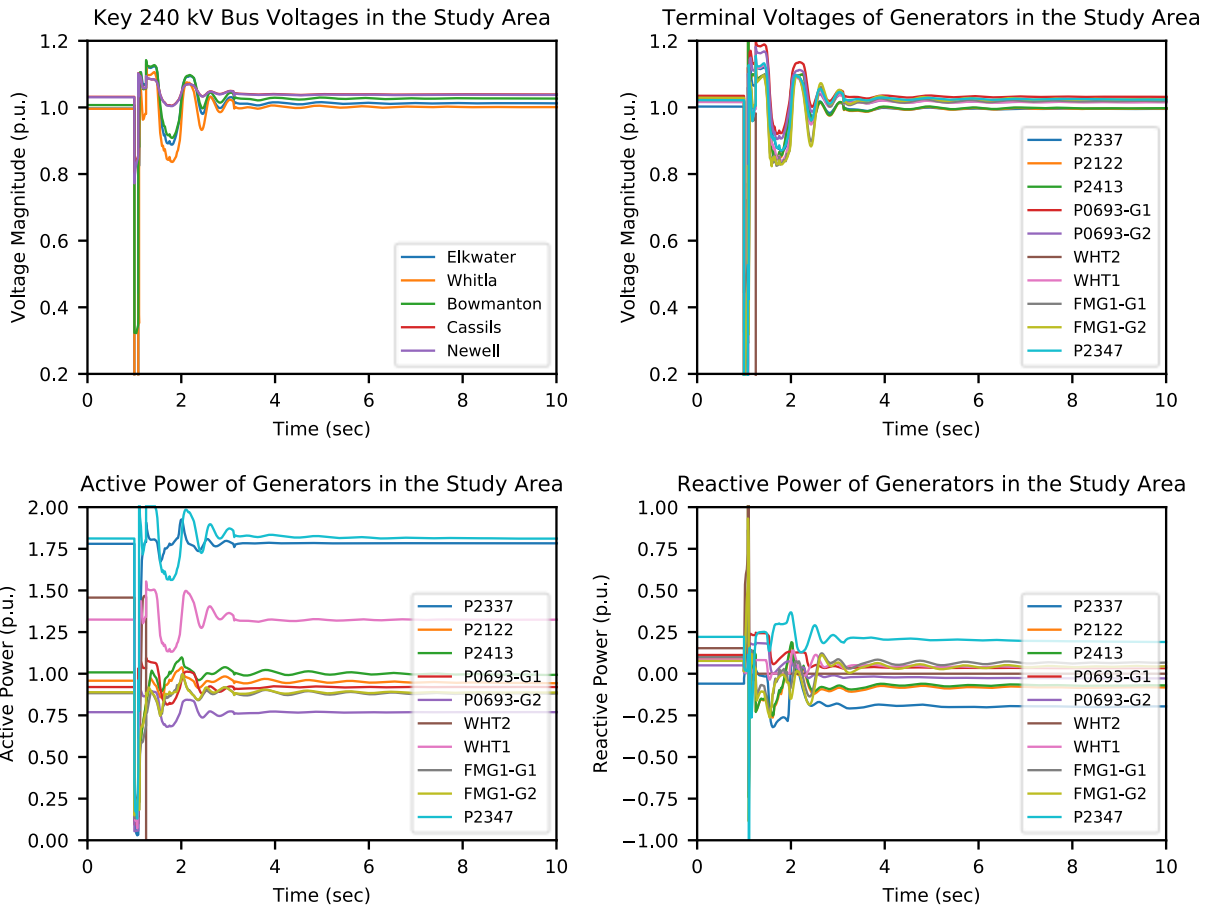 Key 240 kV Bus Voltages in the Study Area
1.2
1.0
0.8
0.6
0.4
0.2
Voltage Magnitude (p.u.)
Elkwater
Whitla
Bowmanton
Cassils
Newell
0 2 4 6 8 10
Time (sec)
Terminal Voltages of Generators in the Study Area
1.2
1.0
0.8
0.6
0.4
0.2
Voltage Magnitude (p.u.)
P2337
P2122
P2413
P0693-G1
P0693-G2
WHT2
WHT1
FMG1-G1
FMG1-G2
P2347
0 2 4 6 8 10
Time (sec)
Active Power of Generators in the Study Area
2.00
1.75
1.50
1.25
1.00
0.75
0.50
0.25
0.00
Active Power (p.u.)
P2337
P2122
P2413
P0693-G1
P0693-G2
WHT2
WHT1
FMG1-G1
FMG1-G2
P2347
0 2 4 6 8 10
Time (sec)
Reactive Power of Generators in the Study Area
1.00
0.75
0.50
0.25
0.00
−0.25
−0.50
−0.75
−1.00
Reactive Power (p.u.)
P2337
P2122
P2413
P0693-G1
P0693-G2
WHT2
WHT1
FMG1-G1
FMG1-G2
P2347
0 2 4 6 8 10
Time (sec)